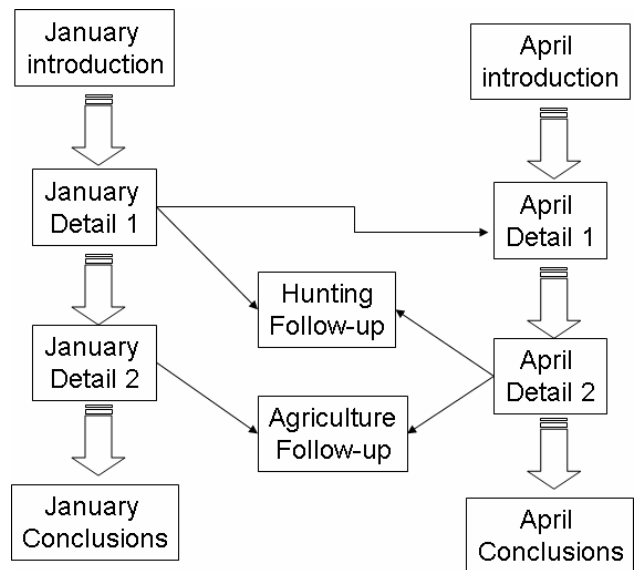 January
introduction
April
introduction
January
Detail 1
April
Detail 1
Hunting
Follow-up
January
Detail 2
April
Detail 2
Agriculture
Follow-up
January
Conclusions
April
Conclusions